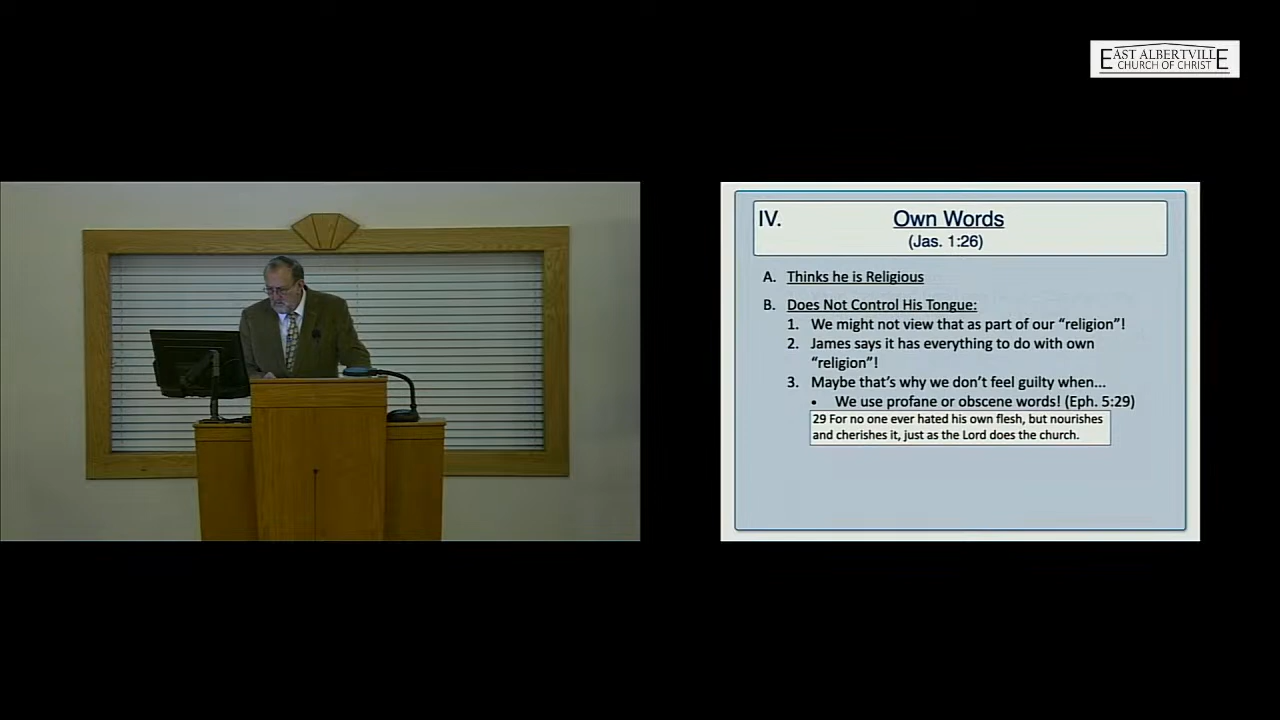 EAST ALBERTVILLE
CHURCH OF CHRIST
IV. Own Words
(Jas. 1:26)
A. Thinks he is Religious
B. Does Not Control His Tongue:
1. We might not view that as part of our “religion”!
2. James says it has everything to do with own
“religion”!
3. Maybe that’s why we don’t feel guilty when...
• We use profane or obscene words! (Eph. 5:29)
29 For no one ever hated his own flesh, but nourishes
and cherishes it, just as the Lord does the church.